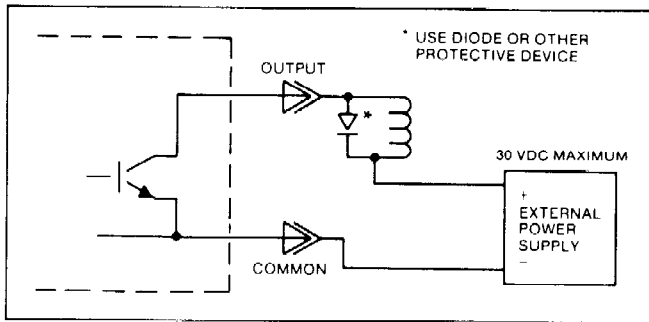 * USE DIODE OR OTHER
PROTECTIVE DEVICE
OUTPUT
*
30 VDC MAXIMUM
+
EXTERNAL
POWER
SUPPLY
−
COMMON